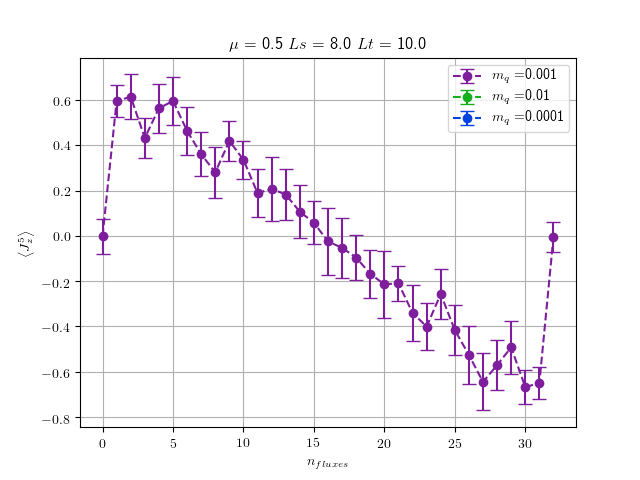 μ = 0.5 Ls = 8.0 Lt = 10.0
m_q =0.001
m_q =0.01
m_q =0.0001
⟨J_z^5⟩
0.6
0.4
0.2
0.0
−0.2
−0.4
−0.6
−0.8
0 5 10 15 20 25 30
n_fluxes